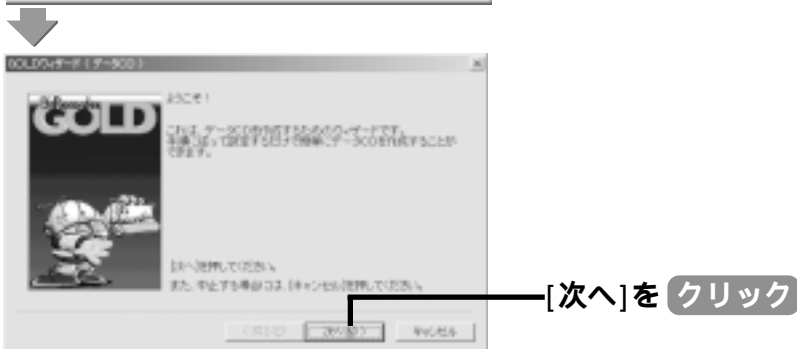 GOLDウィザード(データCD)
GOLD
ようこそ!
これは、データCDを作成するためのウィザードです。
手順に沿って設定するだけで簡単にデータCDを作成することが
できます。
[次へ]を押してください。
また、中止する場合は、[キャンセル]を押してください。
次へ(N) >
キャンセル
[次へ]を クリック